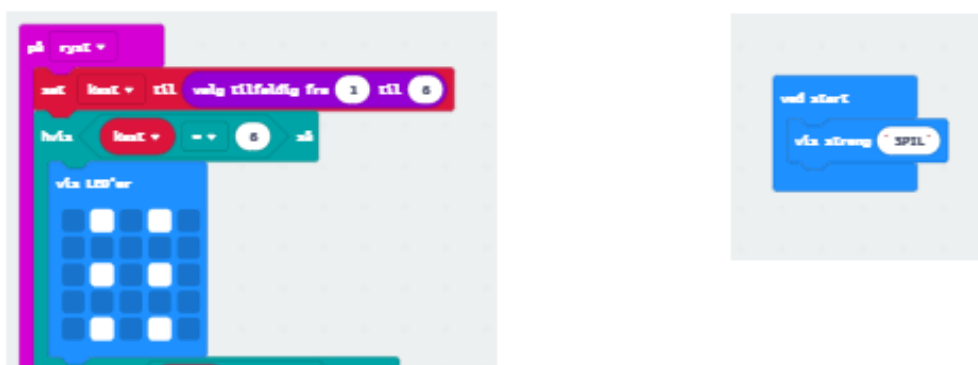 på ryst
sæt kast til vælg tilfældig fra 1 til 6
hvis kast = 6 så
vis LED'er
ved start
vis streng "SPIL"